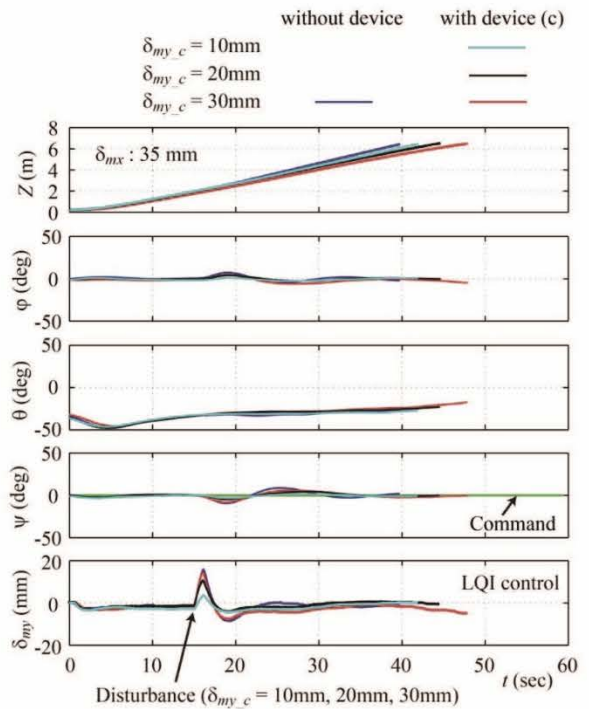 without device with device (c)
δmy_c = 10mm
δmy_c = 20mm
δmy_c = 30mm
8
6
4
2
0
Z (m)
δmx : 35 mm
50
0
-50
φ (deg)
50
0
-50
θ (deg)
50
0
-50
ψ (deg)
Command
20
0
-20
δmy (mm)
LQI control
0 10 20 30 40 50 60
t (sec)
Disturbance (δmy_c = 10mm, 20mm, 30mm)